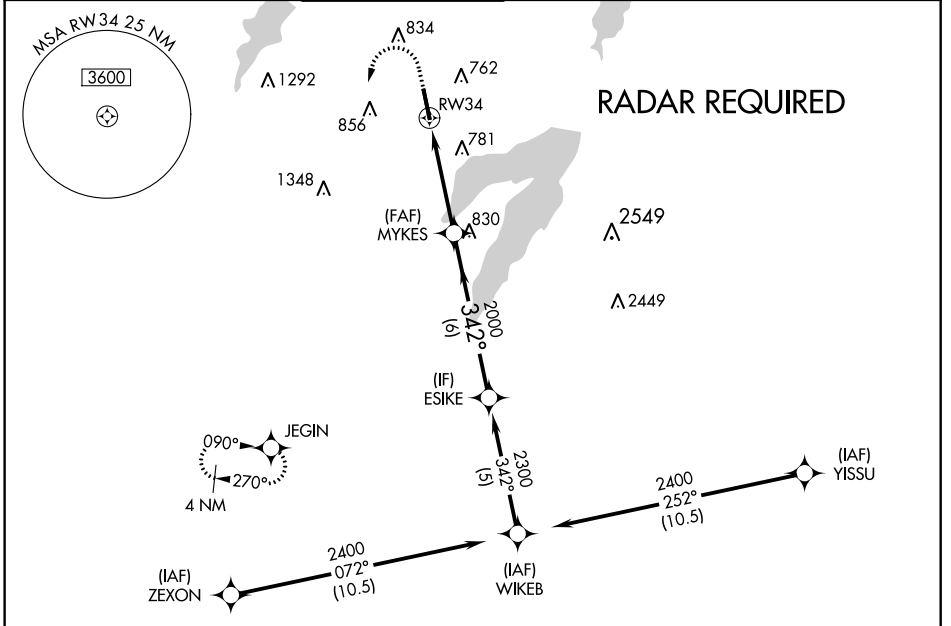 MSA RW34 25 NM
3600
834
1292
762
856
RW34
RADAR REQUIRED
781
1348
(FAF)
MYKES
830
2549
2449
2000
342°
(6)
(IF)
ESIKE
JEGIN
090°
270°
4 NM
2300
342°
(5)
(IAF)
YISSU
2400
252°
(10.5)
2400
072°
(10.5)
(IAF)
ZEXON
(IAF)
WIKEB